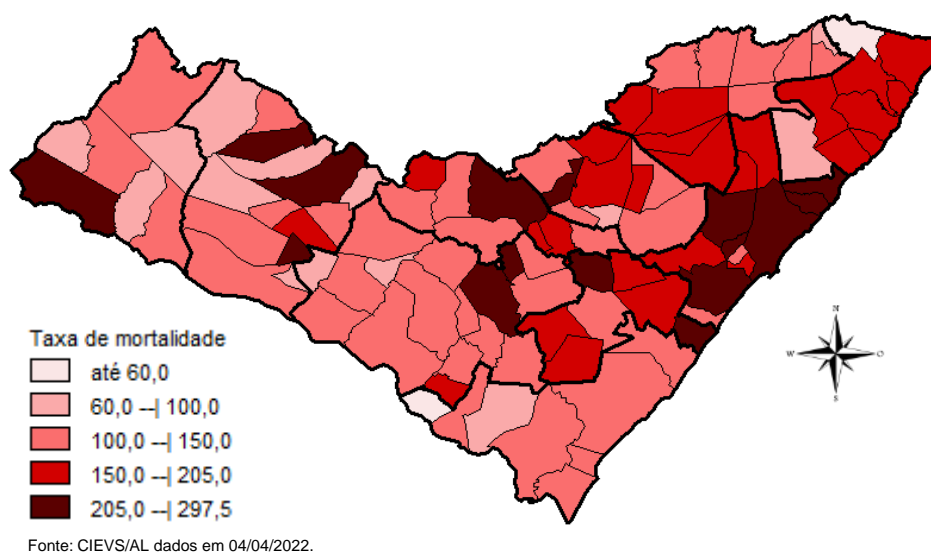 N
W
O
S
Taxa de mortalidade
até 60,0
60,0 --| 100,0
100,0 --| 150,0
150,0 --| 205,0
205,0 --| 297,5
Fonte: CIEVS/AL dados em 04/04/2022.